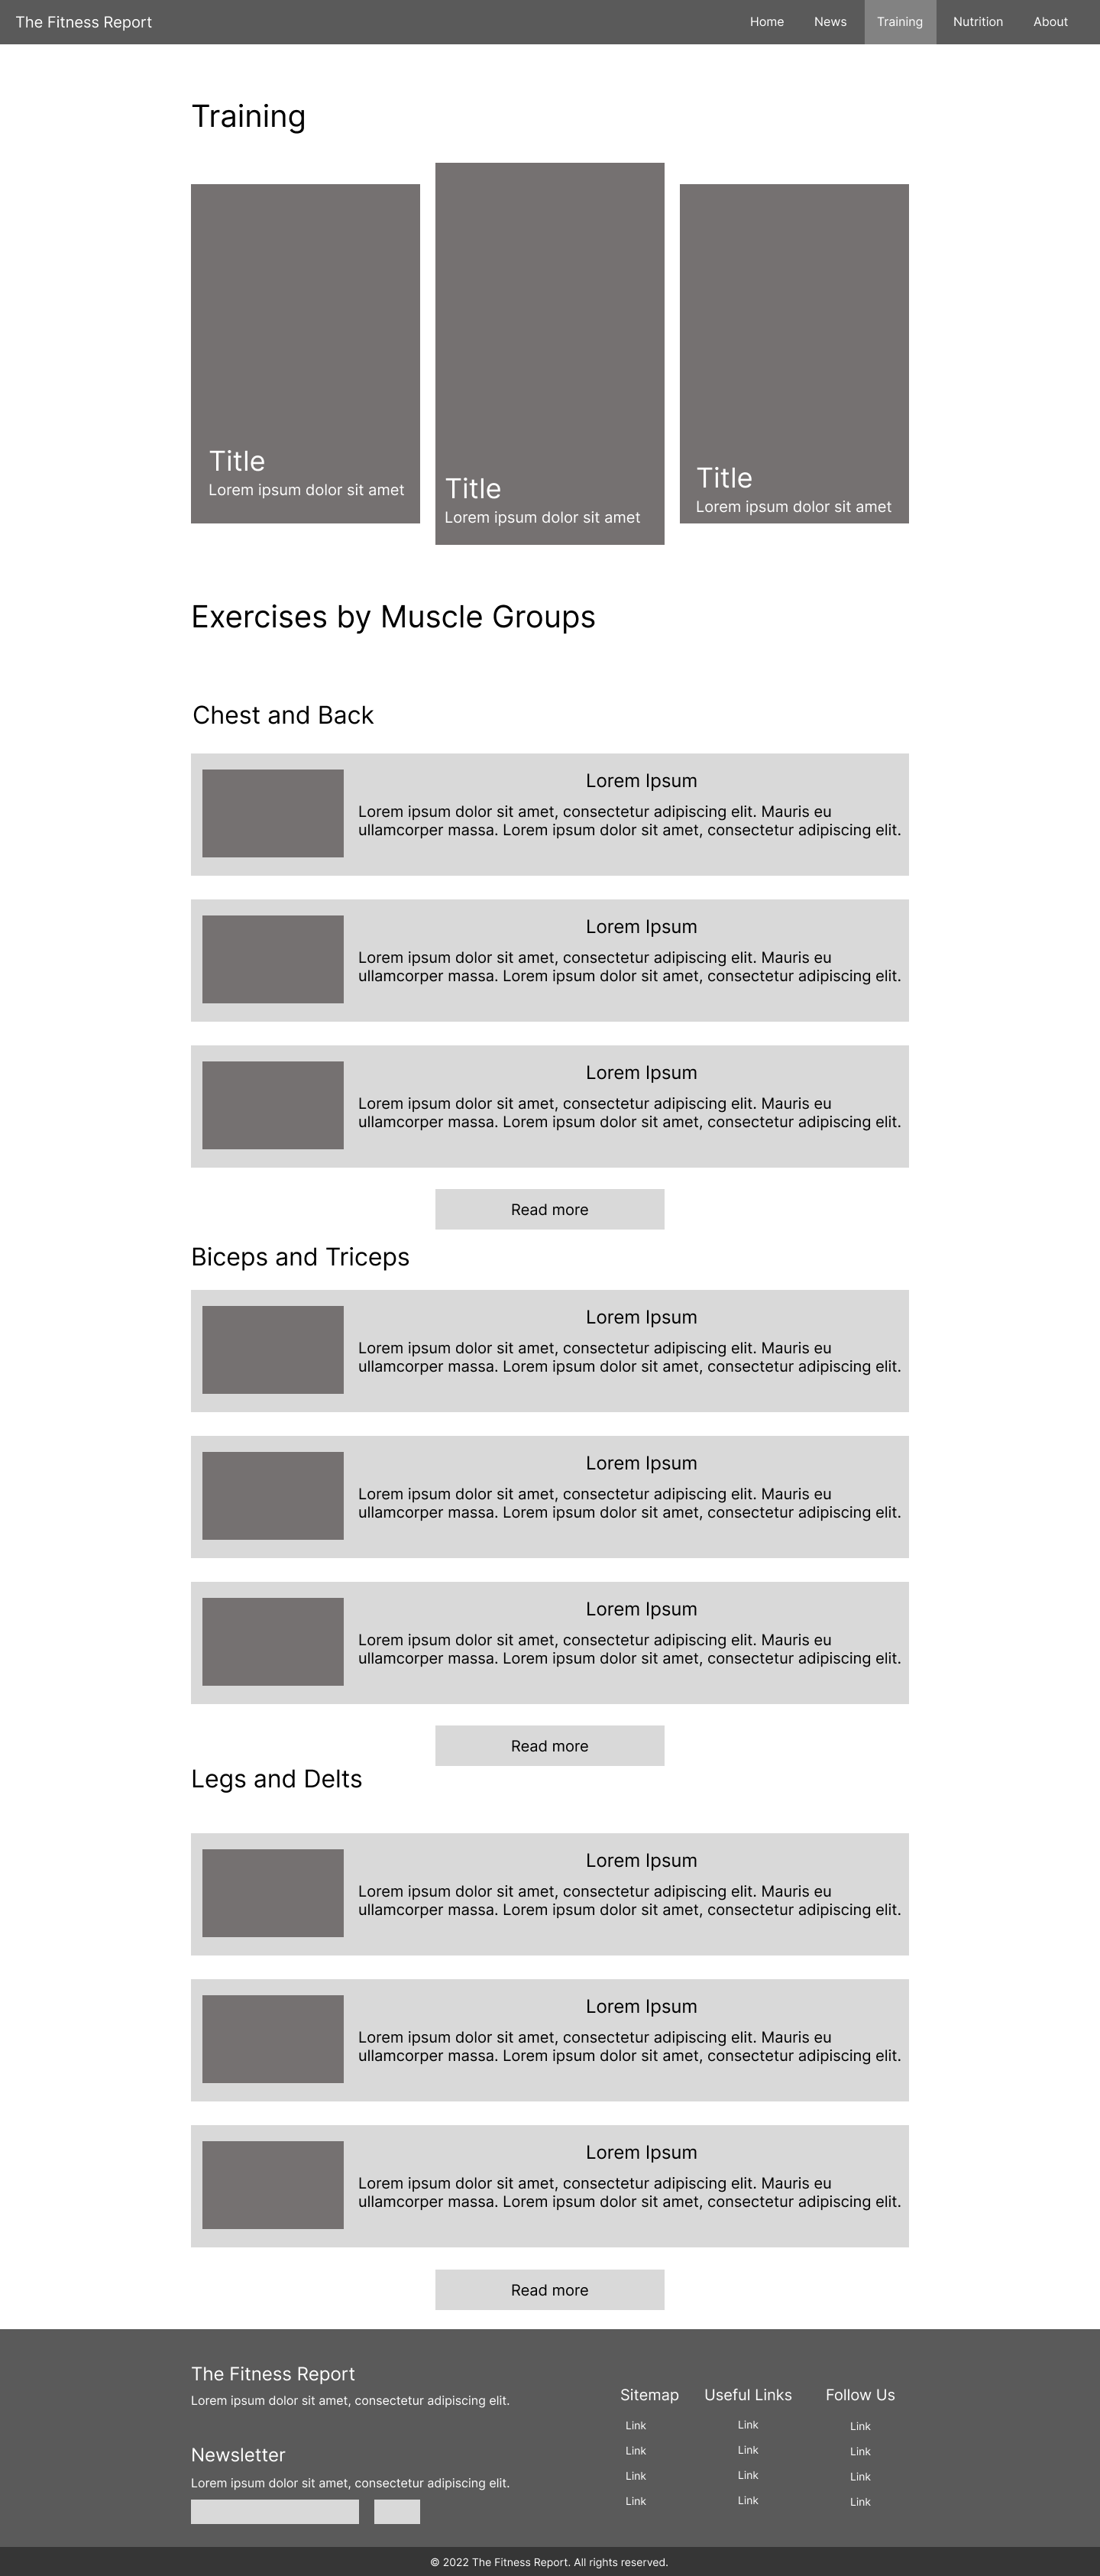 The Fitness Report
Home
News
Training
Nutrition
About
Training
Title
Lorem ipsum dolor sit amet
Title
Lorem ipsum dolor sit amet
Title
Lorem ipsum dolor sit amet
Exercises by Muscle Groups
Chest and Back
Lorem Ipsum
Lorem ipsum dolor sit amet, consectetur adipiscing elit. Mauris eu
ullamcorper massa. Lorem ipsum dolor sit amet, consectetur adipiscing elit.
Lorem Ipsum
Lorem ipsum dolor sit amet, consectetur adipiscing elit. Mauris eu
ullamcorper massa. Lorem ipsum dolor sit amet, consectetur adipiscing elit.
Lorem Ipsum
Lorem ipsum dolor sit amet, consectetur adipiscing elit. Mauris eu
ullamcorper massa. Lorem ipsum dolor sit amet, consectetur adipiscing elit.
Read more
Biceps and Triceps
Lorem Ipsum
Lorem ipsum dolor sit amet, consectetur adipiscing elit. Mauris eu
ullamcorper massa. Lorem ipsum dolor sit amet, consectetur adipiscing elit.
Lorem Ipsum
Lorem ipsum dolor sit amet, consectetur adipiscing elit. Mauris eu
ullamcorper massa. Lorem ipsum dolor sit amet, consectetur adipiscing elit.
Lorem Ipsum
Lorem ipsum dolor sit amet, consectetur adipiscing elit. Mauris eu
ullamcorper massa. Lorem ipsum dolor sit amet, consectetur adipiscing elit.
Read more
Legs and Delts
Lorem Ipsum
Lorem ipsum dolor sit amet, consectetur adipiscing elit. Mauris eu
ullamcorper massa. Lorem ipsum dolor sit amet, consectetur adipiscing elit.
Lorem Ipsum
Lorem ipsum dolor sit amet, consectetur adipiscing elit. Mauris eu
ullamcorper massa. Lorem ipsum dolor sit amet, consectetur adipiscing elit.
Lorem Ipsum
Lorem ipsum dolor sit amet, consectetur adipiscing elit. Mauris eu
ullamcorper massa. Lorem ipsum dolor sit amet, consectetur adipiscing elit.
Read more
The Fitness Report
Lorem ipsum dolor sit amet, consectetur adipiscing elit.
Newsletter
Lorem ipsum dolor sit amet, consectetur adipiscing elit.
Sitemap
Link
Link
Link
Link
Useful Links
Link
Link
Link
Link
Follow Us
Link
Link
Link
Link
© 2022 The Fitness Report. All rights reserved.